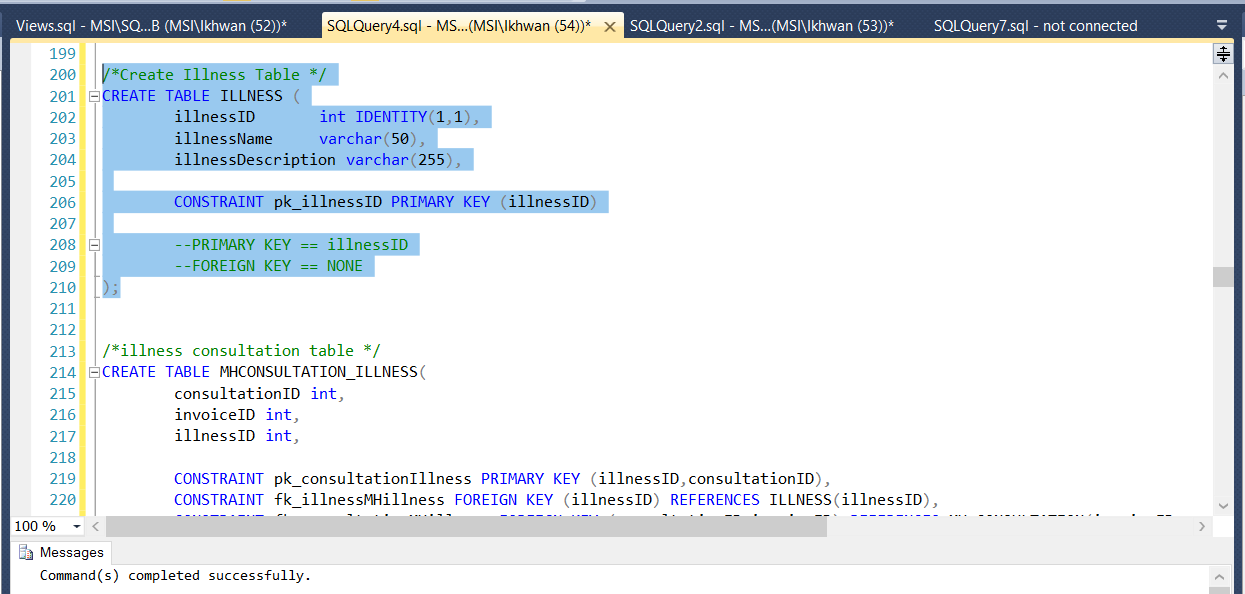 Views.sql - MSI\SQ...B (MSI\Ikhwan (52))* SQLQuery4.sql - MS...(MSI\Ikhwan (54))* SQLQuery2.sql - MS...(MSI\Ikhwan (53))* SQLQuery7.sql - not connected
199
200 /*Create Illness Table */
201 CREATE TABLE ILLNESS (
202 illnessID int IDENTITY(1,1),
203 illnessName varchar(50),
204 illnessDescription varchar(255),
205
206 CONSTRAINT pk_illnessID PRIMARY KEY (illnessID)
207
208 --PRIMARY KEY == illnessID
209 --FOREIGN KEY == NONE
210 );
211
212
213 /*illness consultation table */
214 CREATE TABLE MHCONSULTATION_ILLNESS(
215 consultationID int,
216 invoiceID int,
217 illnessID int,
218
219 CONSTRAINT pk_consultationIllness PRIMARY KEY (illnessID,consultationID),
220 CONSTRAINT fk_illnessMHillness FOREIGN KEY (illnessID) REFERENCES ILLNESS(illnessID),
100 %
Messages
Command(s) completed successfully.